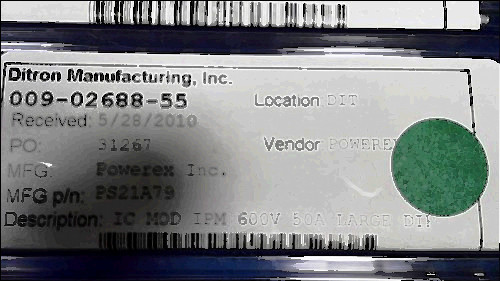 Ditron Manufacturing, Inc.
009-02688-55 Location DIT
Received: 5/28/2010
PO: 31267 Vendor POWEREX
MFG: Powerex Inc.
MFG p/n: PS21A79
Description: IC MOD IPM 600V 50A LARGE DIP